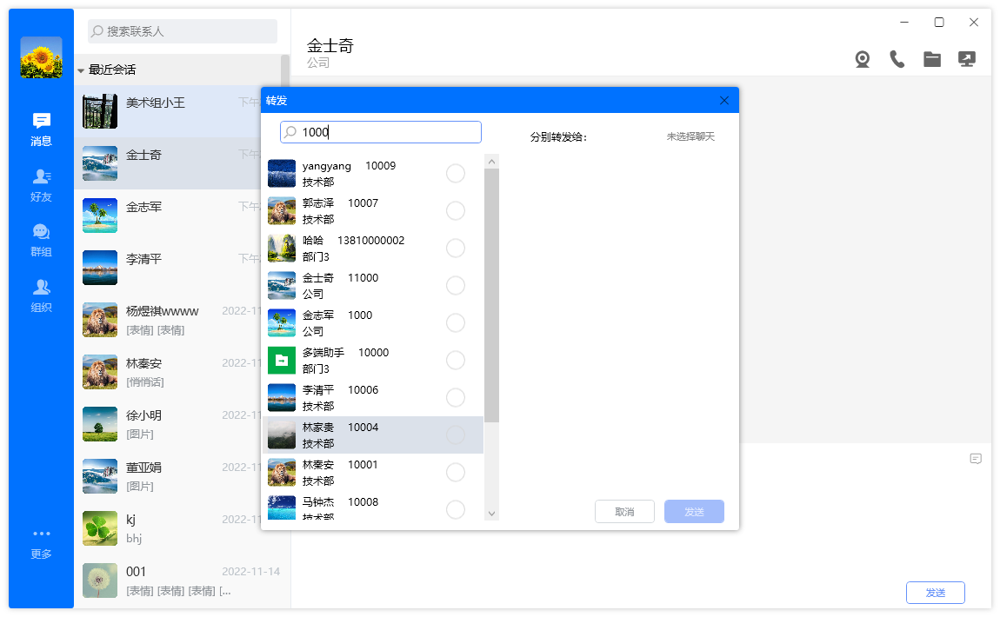 搜索联系人
最近会话
美术组小王 下午
金士奇 下午
金志军 下午
李清平 下午
杨煜祺wwww 2022-11
[表情] [表情]
林秦安 2022-11
[悄悄话]
徐小明 2022-11
[图片]
董亚娟 2022-11
[图片]
kj 2022-11
bhj
001 2022-11-14
[表情] [表情] [表情] [...
消息
好友
群组
组织
更多
金士奇
公司
转发
1000
yangyang 10009
技术部
郭志泽 10007
技术部
哈哈 13810000002
部门3
金士奇 11000
公司
金志军 1000
公司
多端助手 10000
部门3
李清平 10006
技术部
林家贵 10004
技术部
林秦安 10001
技术部
马钟杰 10008
技术部
分别转发给：
未选择聊天
取消
发送
发送